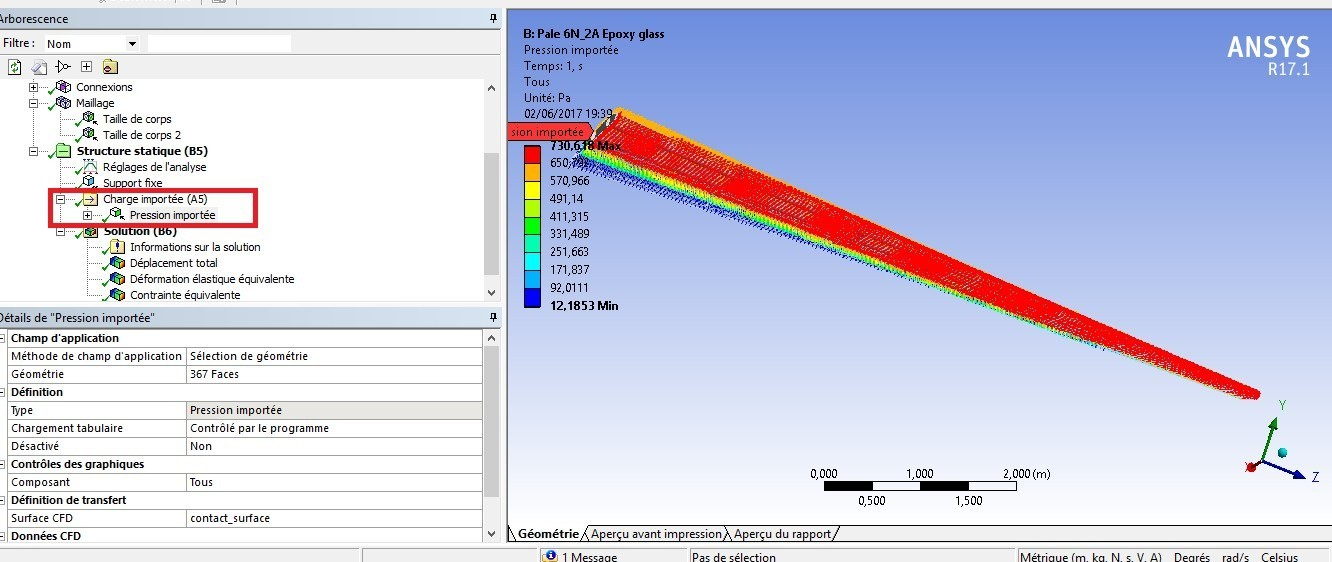 Arborescence
Filtre : Nom
Connexions
Maillage
Taille de corps
Taille de corps 2
Structure statique (B5)
Réglages de l'analyse
Support fixe
Charge importée (A5)
Pression importée
Solution (B6)
Informations sur la solution
Déplacement total
Déformation élastique équivalente
Contrainte équivalente
Détails de "Pression importée"
Champ d'application
Méthode de champ d'application Sélection de géométrie
Géométrie 367 Faces
Définition
Type Pression importée
Chargement tabulaire Contrôlé par le programme
Désactivé Non
Contrôles des graphiques
Composant Tous
Définition de transfert
Surface CFD contact_surface
Données CFD
B: Pale 6N_2A Epoxy glass
Pression importée
Temps: 1, s
Tous
Unité: Pa
02/06/2017 19:39
sion importée
730,618 Max
570,966
491,14
411,315
331,489
251,663
171,837
92,0111
12,1853 Min
ANSYS
R17.1
0,000 1,000 2,000 (m)
0,500 1,500
Y
X
Z
Géométrie Aperçu avant impression Aperçu du rapport
1 Message Pas de sélection Métrique (m, kg, N, s, V, A) Degrés rad/s Celsius